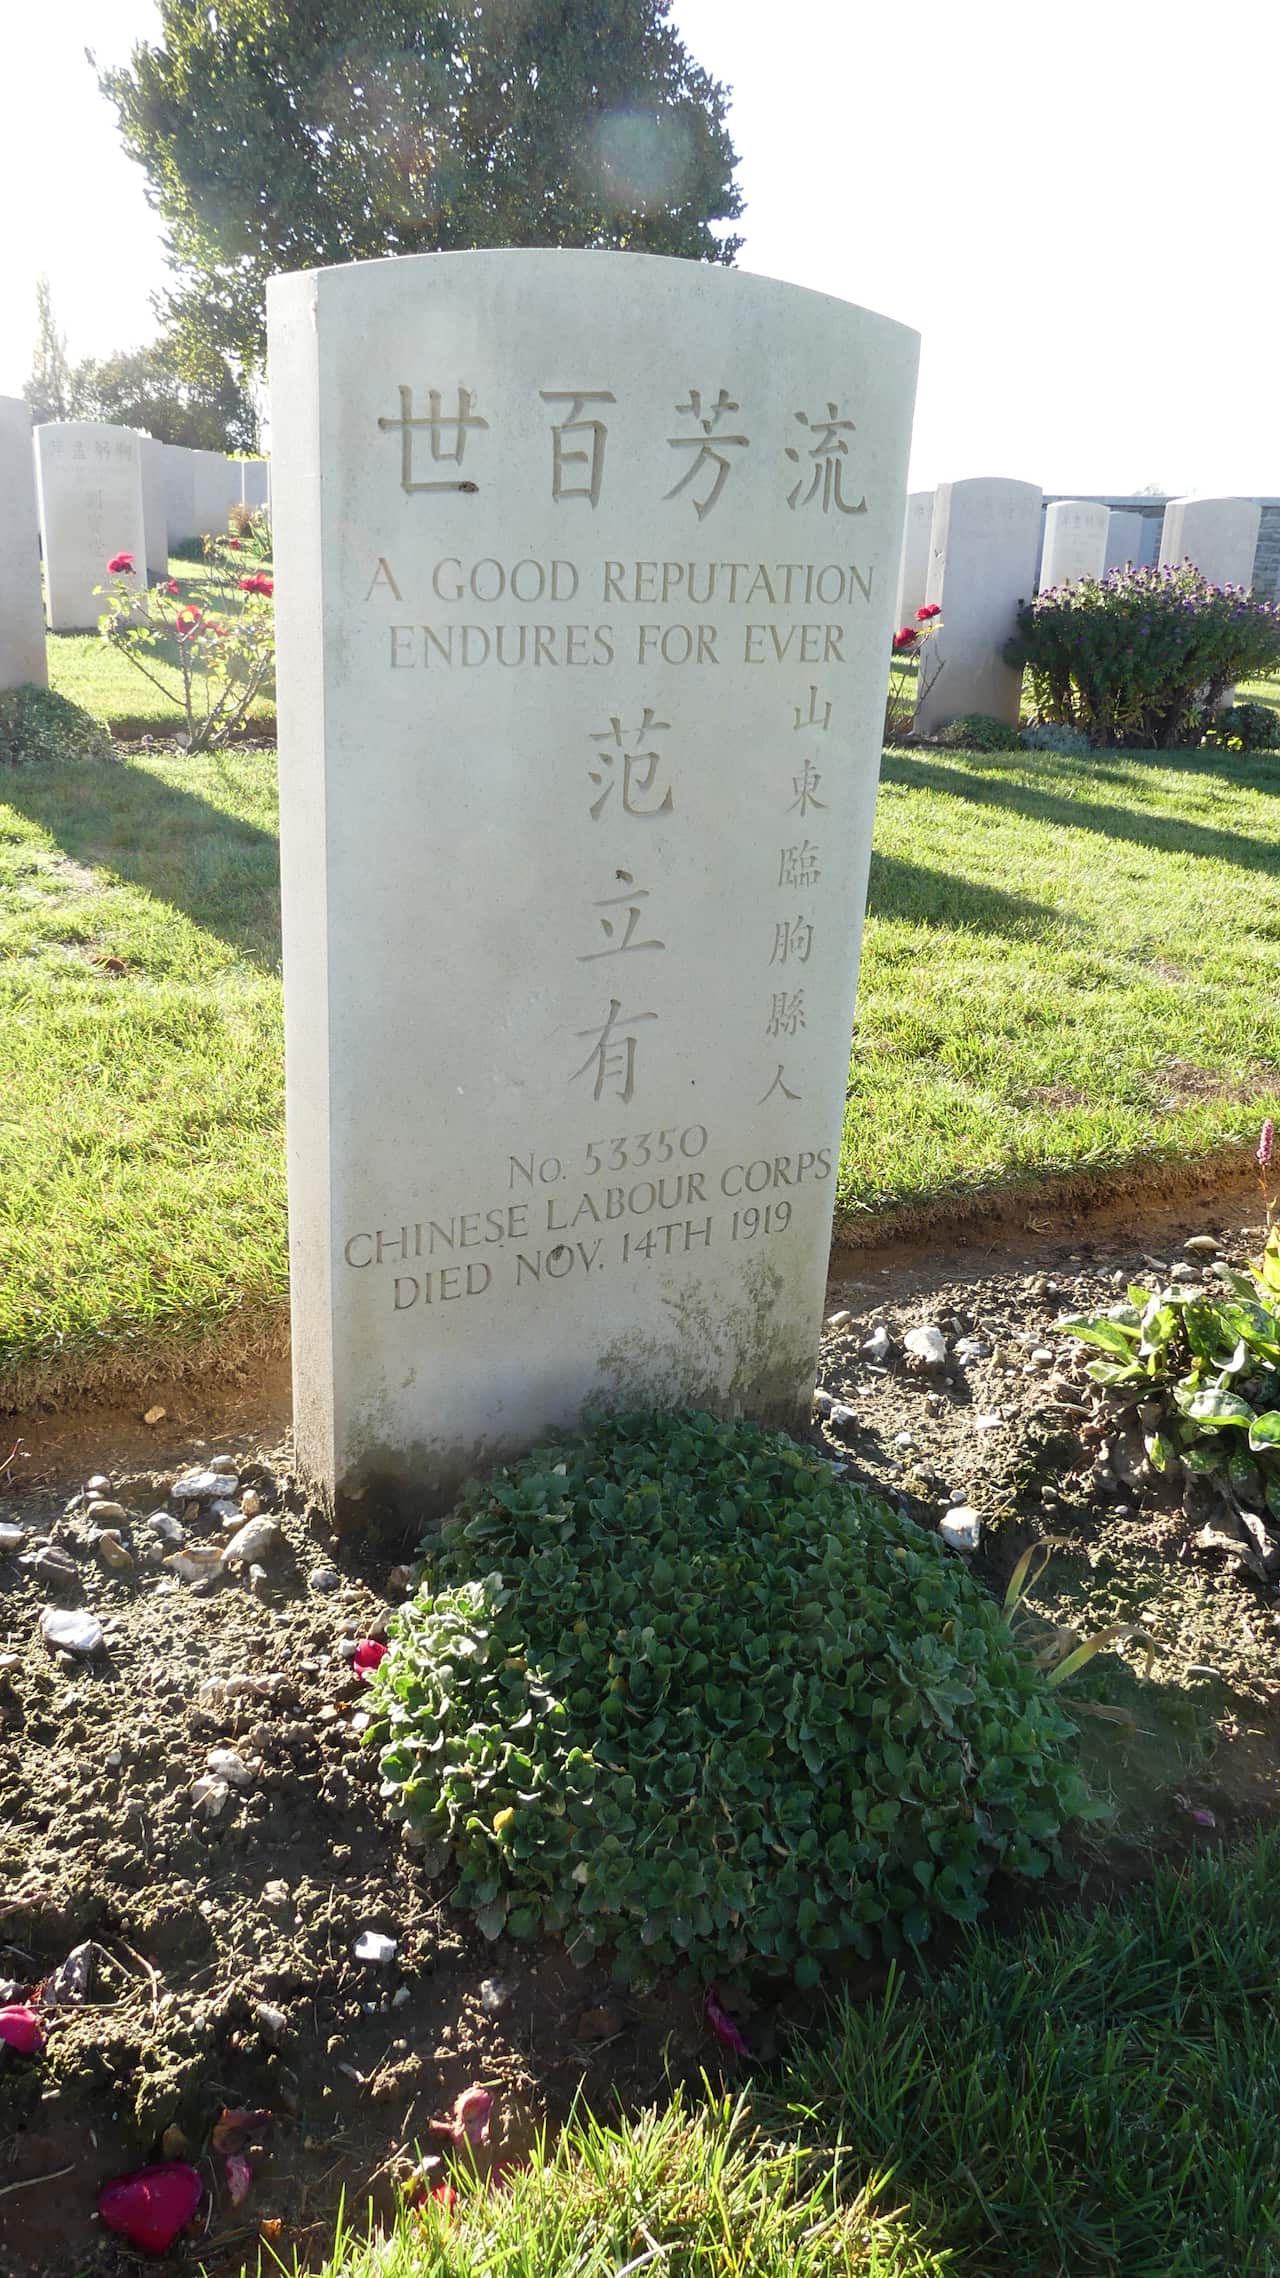 流芳百世
A GOOD REPUTATION
ENDURES FOR EVER
山東臨朐縣人
范立有
No. 53350
CHINESE LABOUR CORPS
DIED NOV. 14TH 1919